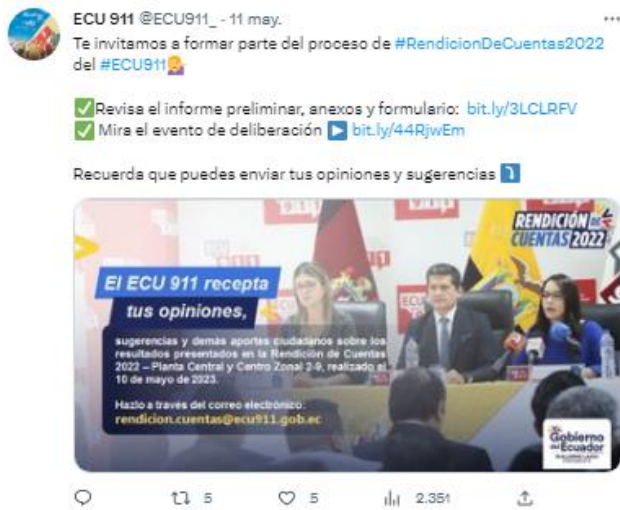 ECU 911 @ECU911_ · 11 may.
Te invitamos a formar parte del proceso de #RendicionDeCuentas2022
del #ECU911
Revisa el informe preliminar, anexos y formulario: bit.ly/3LCLRFV
Mira el evento de deliberación bit.ly/44RjwEm
Recuerda que puedes enviar tus opiniones y sugerencias
RENDICIÓN DE
CUENTAS 2022
El ECU 911 recepta
tus opiniones,
sugerencias y demás aportes ciudadanos sobre los
resultados presentados en la Rendición de Cuentas
2022 – Planta Central y Centro Zonal 2-9, realizado el
10 de mayo de 2023.
Hazlo a través del correo electrónico:
rendicion.cuentas@ecu911.gob.ec
Gobierno
del Ecuador
5 5 2.351